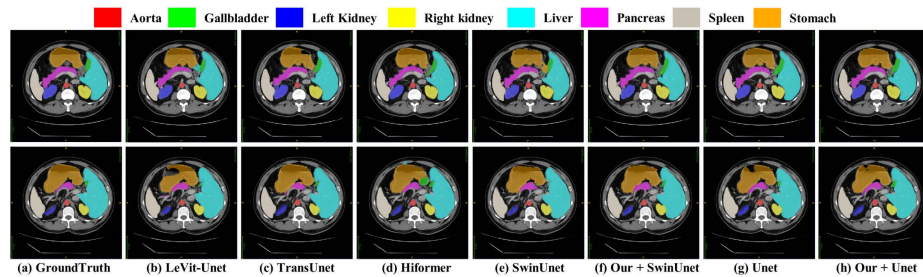 Aorta Gallbladder Left Kidney Right kidney Liver Pancreas Spleen Stomach
(a) GroundTruth (b) LeVit-Unet (c) TransUnet (d) Hiformer (e) SwinUnet (f) Our + SwinUnet (g) Unet (h) Our + Unet